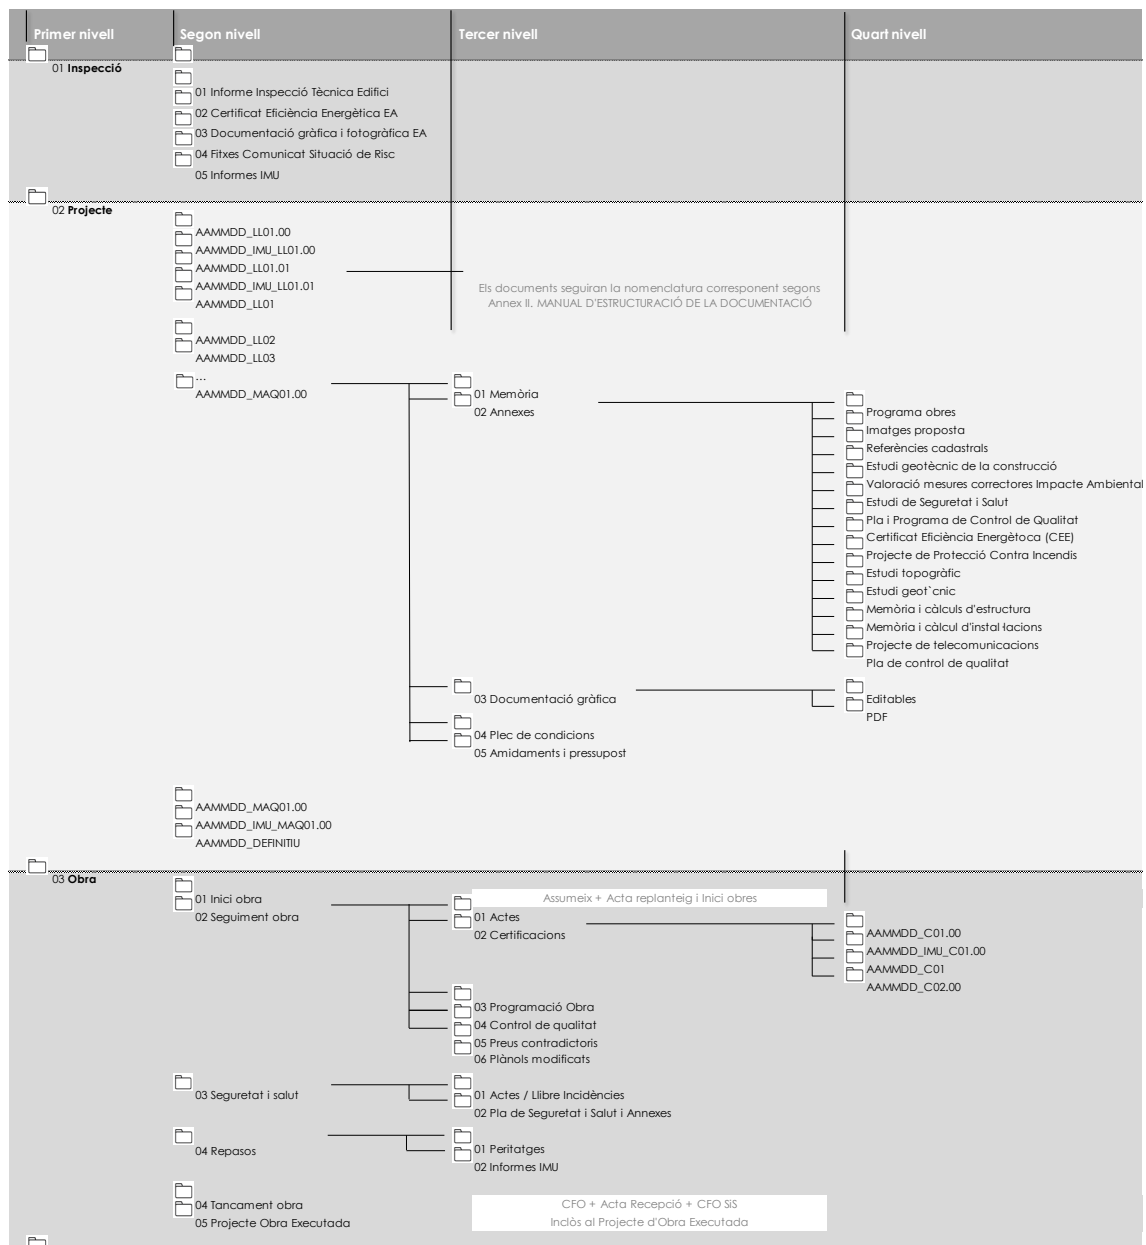 Primer nivell Segon nivell Tercer nivell Quart nivell
01 Inspecció
01 Informe Inspecció Tècnica Edifici
02 Certificat Eficiència Energètica EA
03 Documentació gràfica i fotogràfica EA
04 Fitxes Comunicat Situació de Risc
05 Informes IMU
02 Projecte
AAMMDD_LL01.00
AAMMDD_IMU_LL01.00
AAMMDD_LL01.01
AAMMDD_IMU_LL01.01
AAMMDD_LL01
Els documents seguiran la nomenclatura corresponent segons
Annex II. MANUAL D'ESTRUCTURACIÓ DE LA DOCUMENTACIÓ
AAMMDD_LL02
AAMMDD_LL03
...
AAMMDD_MAQ01.00
01 Memòria
02 Annexes
Programa obres
Imatges proposta
Referències cadastrals
Estudi geotècnic de la construcció
Valoració mesures correctores Impacte Ambiental
Estudi de Seguretat i Salut
Pla i Programa de Control de Qualitat
Certificat Eficiència Energètoca (CEE)
Projecte de Protecció Contra Incendis
Estudi topogràfic
Estudi geot`cnic
Memòria i càlculs d'estructura
Memòria i càlcul d'instal·lacions
Projecte de telecomunicacions
Pla de control de qualitat
03 Documentació gràfica
Editables
PDF
04 Plec de condicions
05 Amidaments i pressupost
AAMMDD_MAQ01.00
AAMMDD_IMU_MAQ01.00
AAMMDD_DEFINITIU
03 Obra
01 Inici obra
Assumeix + Acta replanteig i Inici obres
02 Seguiment obra
01 Actes
02 Certificacions
AAMMDD_C01.00
AAMMDD_IMU_C01.00
AAMMDD_C01
AAMMDD_C02.00
03 Programació Obra
04 Control de qualitat
05 Preus contradictoris
06 Plànols modificats
03 Seguretat i salut
01 Actes / Llibre Incidències
02 Pla de Seguretat i Salut i Annexes
04 Repasos
01 Peritatges
02 Informes IMU
04 Tancament obra
CFO + Acta Recepció + CFO SiS
05 Projecte Obra Executada
Inclòs al Projecte d'Obra Executada